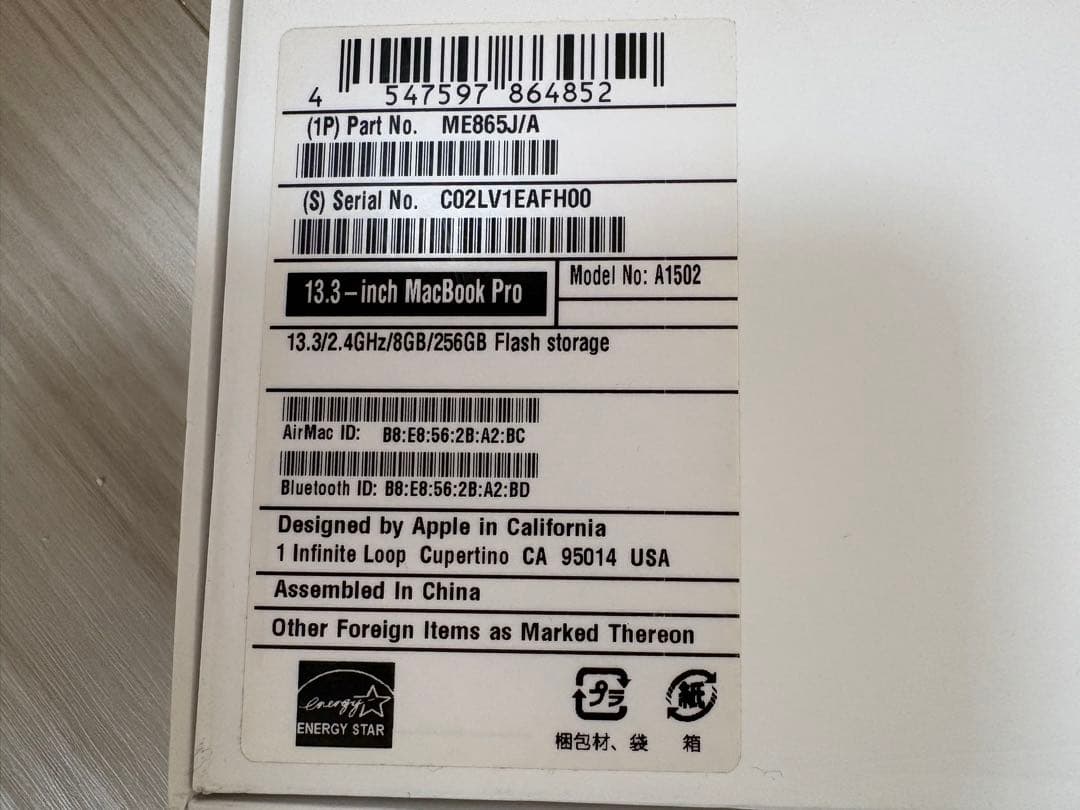 4 547597 864852
(1P) Part No. ME865J/A
(S) Serial No. C02LV1EAFH00
13.3-inch MacBook Pro
Model No: A1502
13.3/2.4GHz/8GB/256GB Flash storage
AirMac ID: B8:E8:56:2B:A2:BC
Bluetooth ID: B8:E8:56:2B:A2:BD
Designed by Apple in California
1 Infinite Loop Cupertino CA 95014 USA
Assembled In China
Other Foreign Items as Marked Thereon
energy
ENERGY STAR
プラ
紙
梱包材、袋
箱